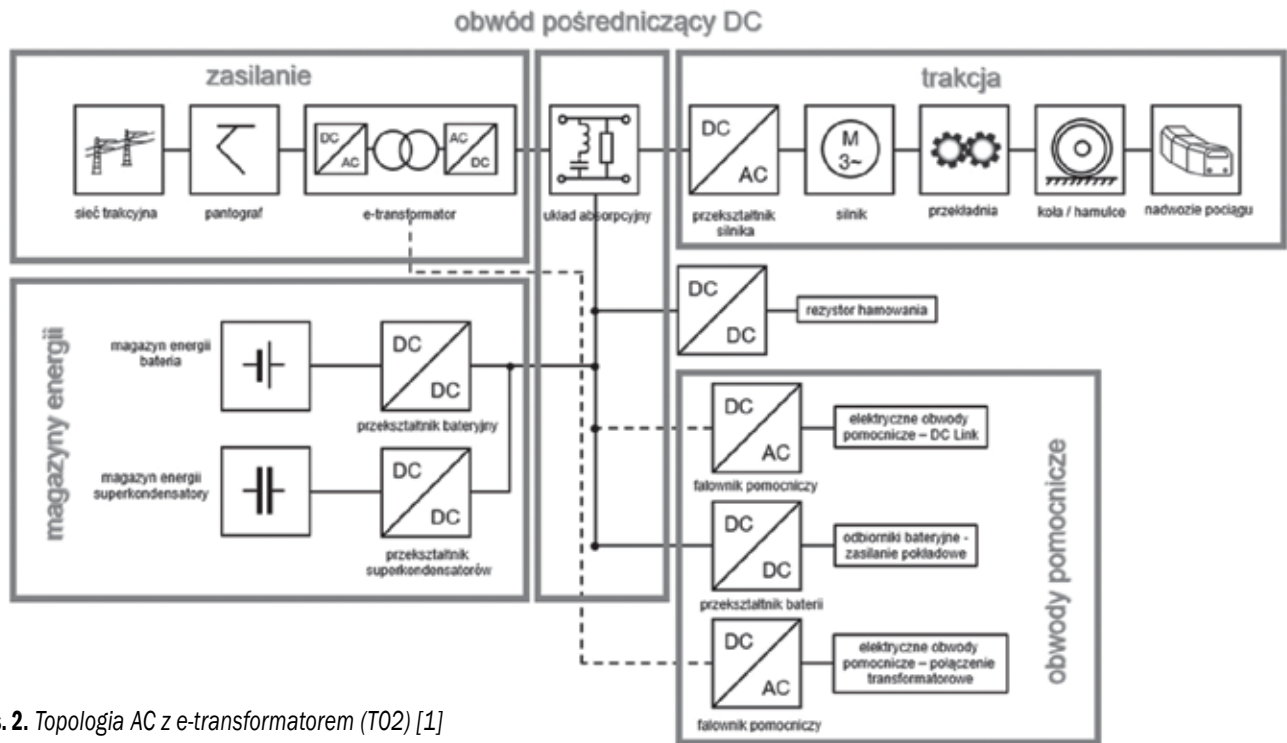 obwód pośredniczący DC
zasilanie
DC
AC
AC
DC
sieć trakcyjna
pantograf
e-transformator
układ absorpcyjny
trakcja
DC
AC
M
3~
przekształtnik
silnika
silnik
przekładnia
koła / hamulce
nadwozie pociągu
DC
DC
rezystor hamowania
magazyny energii
magazyn energii
bateria
DC
DC
przekształtnik bateryjny
magazyn energii
superkondensatory
DC
DC
przekształtnik
superkondensatorów
obwody pomocnicze
DC
AC
falownik pomocniczy
elektryczne obwody
pomocnicze – DC Link
DC
DC
przekształtnik baterii
odbiorniki bateryjne -
zasilanie pokładowe
DC
AC
falownik pomocniczy
elektryczne obwody
pomocnicze – połączenie
transformatorowe
s. 2. Topologia AC z e-transformatorem (TO2) [1]